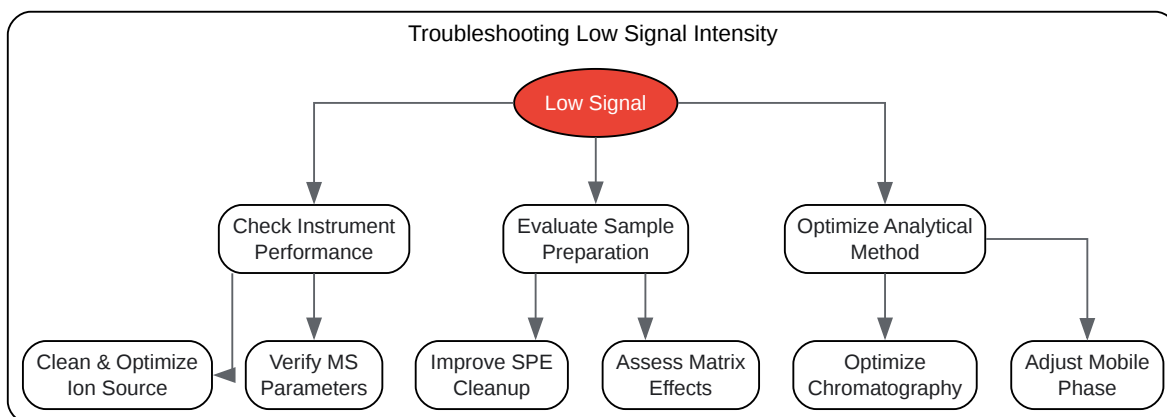 Troubleshooting Low Signal Intensity
Low Signal
Check Instrument
Performance
Evaluate Sample
Preparation
Optimize Analytical
Method
Clean & Optimize
Ion Source
Verify MS
Parameters
Improve SPE
Cleanup
Assess Matrix
Effects
Optimize
Chromatography
Adjust Mobile
Phase